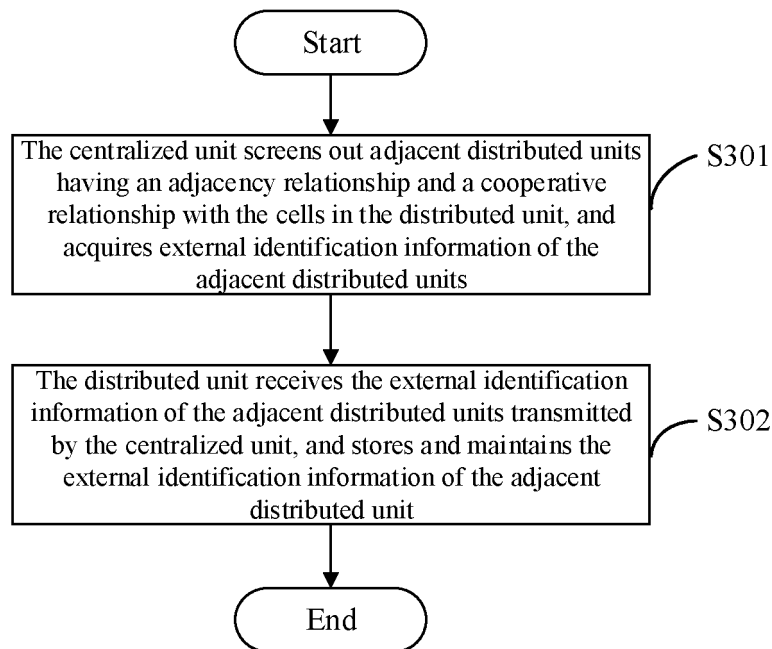 Start
The centralized unit screens out adjacent distributed units
having an adjacency relationship and a cooperative
relationship with the cells in the distributed unit, and
acquires external identification information of the
adjacent distributed units
S301
The distributed unit receives the external identification
information of the adjacent distributed units transmitted
by the centralized unit, and stores and maintains the
external identification information of the adjacent
distributed unit
S302
End